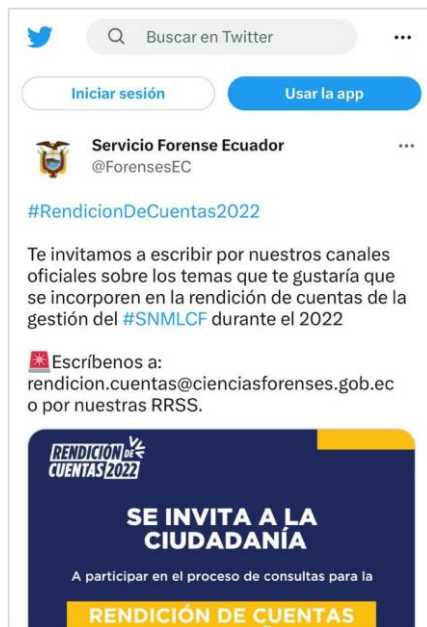 Buscar en Twitter
Iniciar sesión
Usar la app
Servicio Forense Ecuador
@ForensesEC
#RendicionDeCuentas2022
Te invitamos a escribir por nuestros canales
oficiales sobre los temas que te gustaría que
se incorporen en la rendición de cuentas de la
gestión del #SNMLCF durante el 2022
🚨Escríbenos a:
rendicion.cuentas@cienciasforenses.gob.ec
o por nuestras RRSS.
RENDICIÓN DE
CUENTAS 2022
SE INVITA A LA
CIUDADANÍA
A participar en el proceso de consultas para la
RENDICIÓN DE CUENTAS